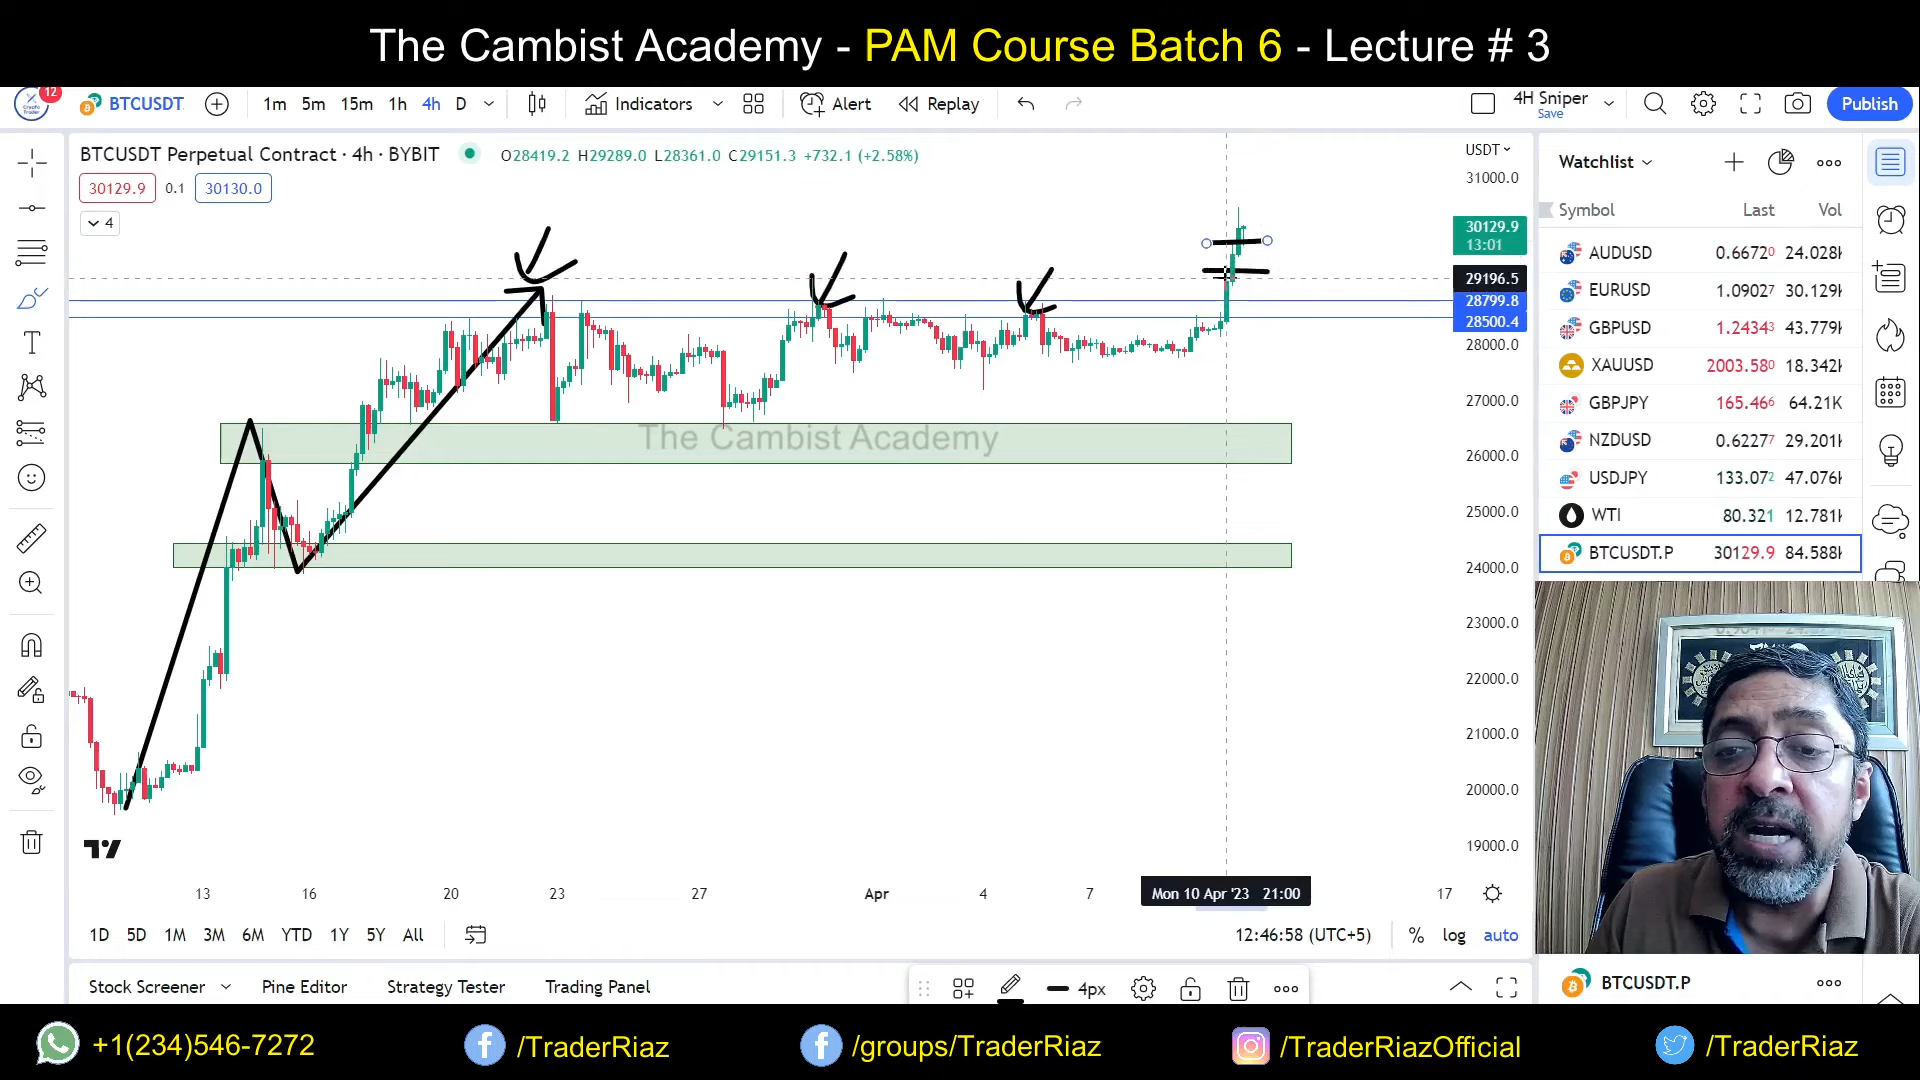 The Cambist Academy - PAM Course Batch 6 - Lecture # 3
12
BTCUSDT 1m 5m 15m 1h 4h D Indicators Alert Replay 4H Sniper Save Publish
BTCUSDT Perpetual Contract · 4h · BYBIT O28419.2 H29289.0 L28361.0 C29151.3 +732.1 (+2.58%)
30129.9 0.1 30130.0
4
USDT
31000.0
30129.9
13:01
29196.5
28799.8
28500.4
28000.0
27000.0
26000.0
25000.0
24000.0
23000.0
22000.0
21000.0
20000.0
19000.0
The Cambist Academy
13 16 20 23 27 Apr 4 7 Mon 10 Apr '23 21:00 17
1D 5D 1M 3M 6M YTD 1Y 5Y All 12:46:58 (UTC+5) % log auto
Stock Screener Pine Editor Strategy Tester Trading Panel 4px
Watchlist
Symbol Last Vol
AUDUSD 0.66720 24.028K
EURUSD 1.09027 30.129K
GBPUSD 1.24343 43.779K
XAUUSD 2003.580 18.342K
GBPJPY 165.466 64.21K
NZDUSD 0.62277 29.201K
USDJPY 133.072 47.076K
WTI 80.321 12.781K
BTCUSDT.P 30129.9 84.588K
BTCUSDT.P
+1(234)546-7272 /TraderRiaz /groups/TraderRiaz /TraderRiazOfficial /TraderRiaz